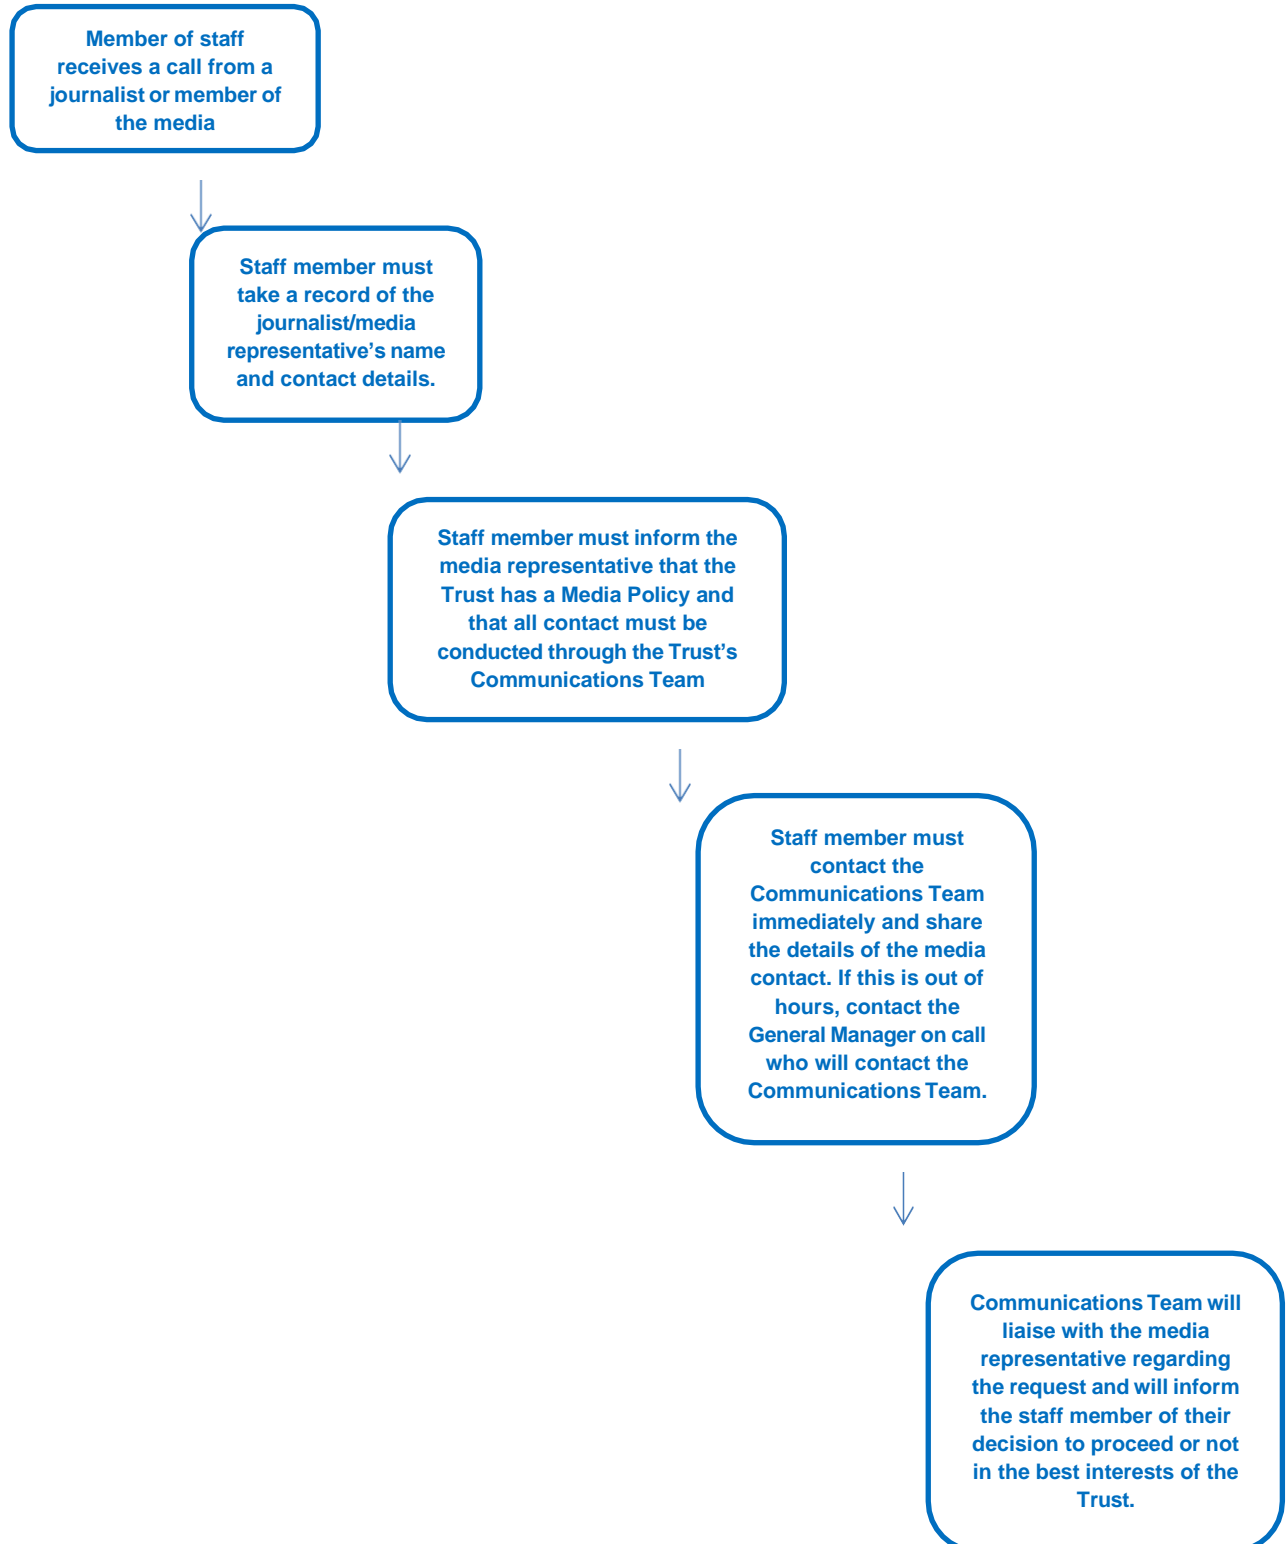 Member of staff
receives a call from a
journalist or member of
the media
Staff member must
take a record of the
journalist/media
representative’s name
and contact details.
Staff member must inform the
media representative that the
Trust has a Media Policy and
that all contact must be
conducted through the Trust’s
Communications Team
Staff member must
contact the
Communications Team
immediately and share
the details of the media
contact. If this is out of
hours, contact the
General Manager on call
who will contact the
Communications Team.
Communications Team will
liaise with the media
representative regarding
the request and will inform
the staff member of their
decision to proceed or not
in the best interests of the
Trust.